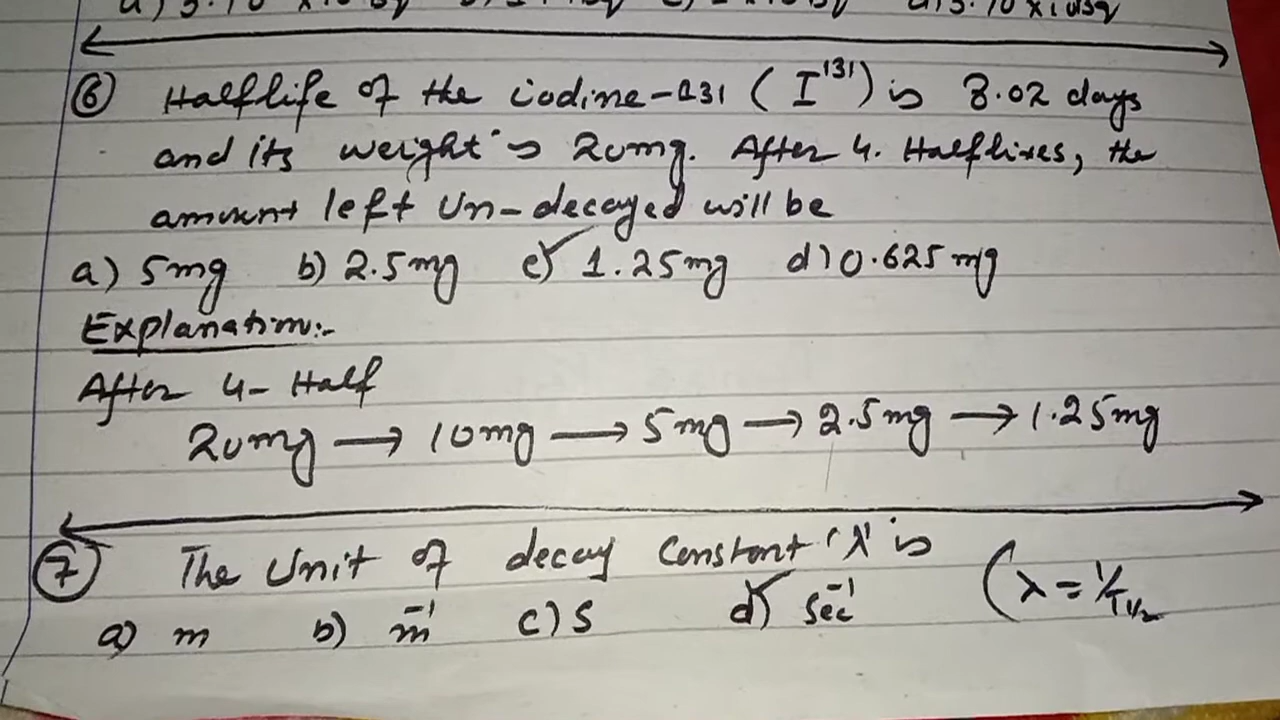 ⑥ Halflife of the iodine-131 ( I¹³¹) is 8.02 days
and its weight is 20mg. After 4. Halflives, the
amount left Un-decayed will be
a) 5mg b) 2.5mg c) 1.25mg d) 0.625 mg
Explanation:-
After 4- Half
20mg → 10mg → 5mg → 2.5mg → 1.25mg
⑦ The Unit of decay Constant 'λ' is
a) m b) m⁻¹ c) S d) Sec⁻¹ (λ = 1/T1/2